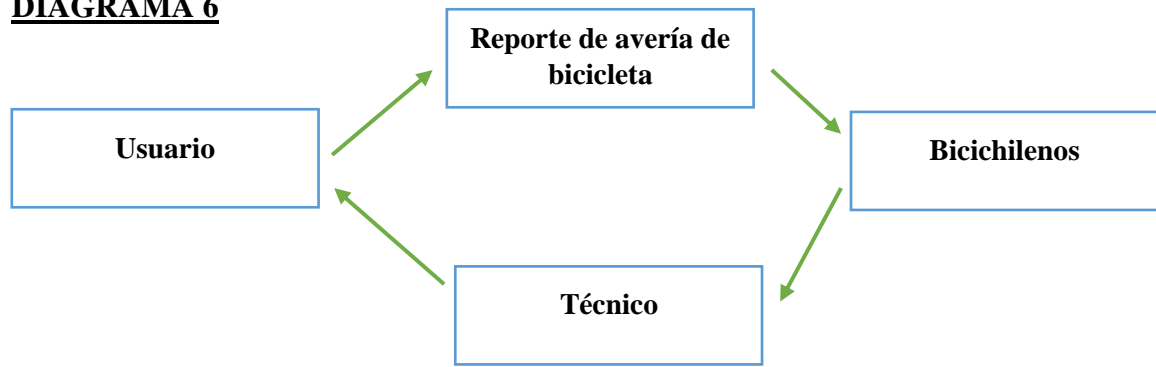 DIAGRAMA 6
Reporte de avería de
bicicleta
Usuario
Bicichilenos
Técnico